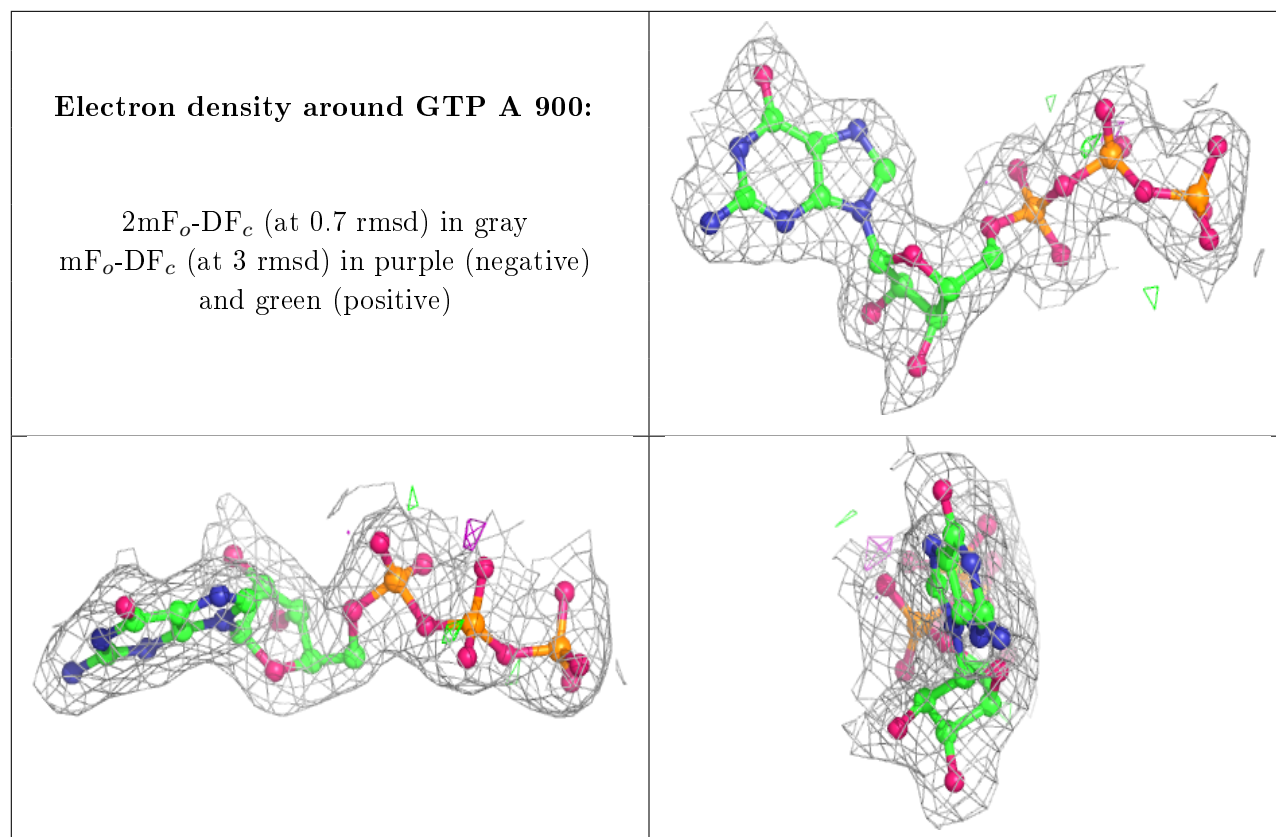 Electron density around GTP A 900:
2mFo-DFc (at 0.7 rmsd) in gray
mFo-DFc (at 3 rmsd) in purple (negative)
and green (positive)